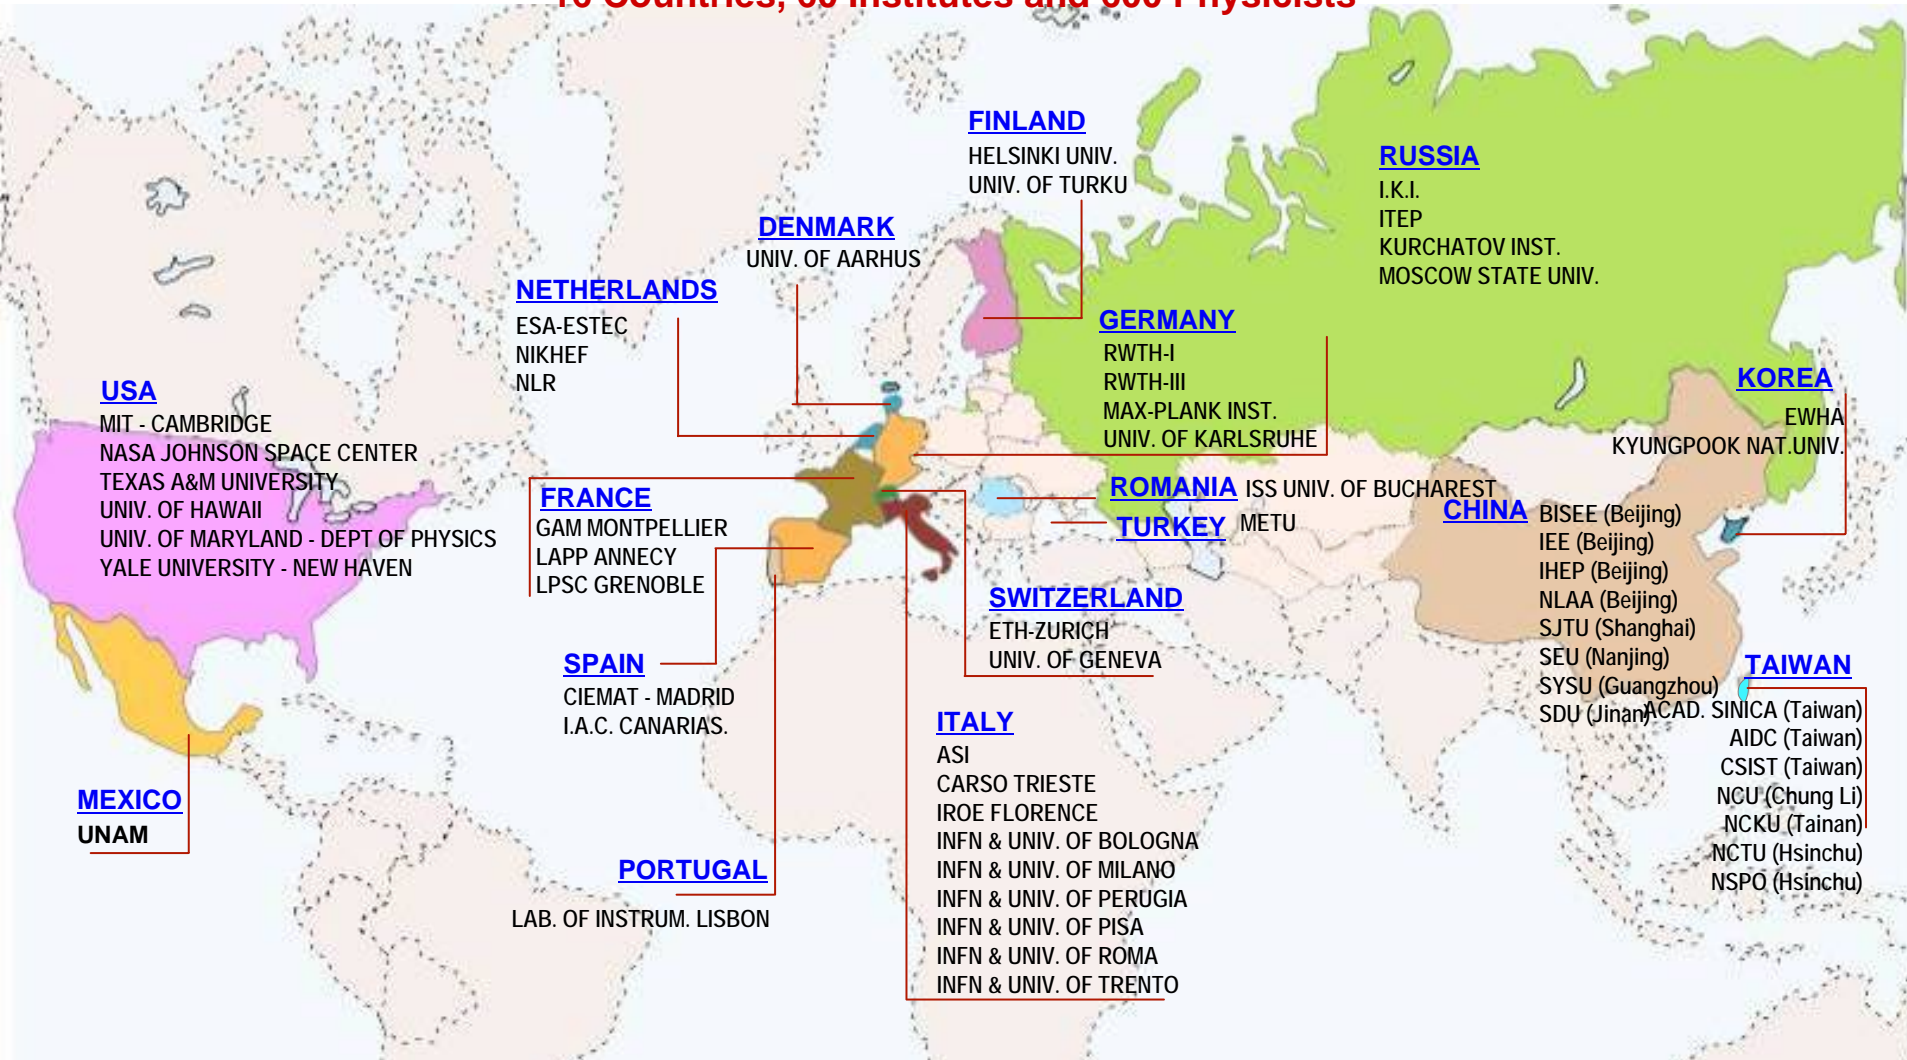 16 Countries, 60 Institutes and 600 Physicists
FINLAND
HELSINKI UNIV.
UNIV. OF TURKU
RUSSIA
I.K.I.
ITEP
KURCHATOV INST.
MOSCOW STATE UNIV.
DENMARK
UNIV. OF AARHUS
NETHERLANDS
ESA-ESTEC
NIKHEF
NLR
GERMANY
RWTH-I
RWTH-III
MAX-PLANK INST.
UNIV. OF KARLSRUHE
USA
MIT - CAMBRIDGE
NASA JOHNSON SPACE CENTER
TEXAS A&M UNIVERSITY
UNIV. OF HAWAII
UNIV. OF MARYLAND - DEPT OF PHYSICS
YALE UNIVERSITY - NEW HAVEN
KOREA
EWHA
KYUNGPOOK NAT.UNIV.
FRANCE
GAM MONTPELLIER
LAPP ANNECY
LPSC GRENOBLE
ROMANIA ISS UNIV. OF BUCHAREST
TURKEY METU
CHINA BISEE (Beijing)
IEE (Beijing)
IHEP (Beijing)
NLAA (Beijing)
SJTU (Shanghai)
SEU (Nanjing)
SYSU (Guangzhou)
SDU (Jinan)
SWITZERLAND
ETH-ZURICH
UNIV. OF GENEVA
SPAIN
CIEMAT - MADRID
I.A.C. CANARIAS.
TAIWAN
ACAD. SINICA (Taiwan)
AIDC (Taiwan)
CSIST (Taiwan)
NCU (Chung Li)
NCKU (Tainan)
NCTU (Hsinchu)
NSPO (Hsinchu)
ITALY
ASI
CARSO TRIESTE
IROE FLORENCE
INFN & UNIV. OF BOLOGNA
INFN & UNIV. OF MILANO
INFN & UNIV. OF PERUGIA
INFN & UNIV. OF PISA
INFN & UNIV. OF ROMA
INFN & UNIV. OF TRENTO
MEXICO
UNAM
PORTUGAL
LAB. OF INSTRUM. LISBON